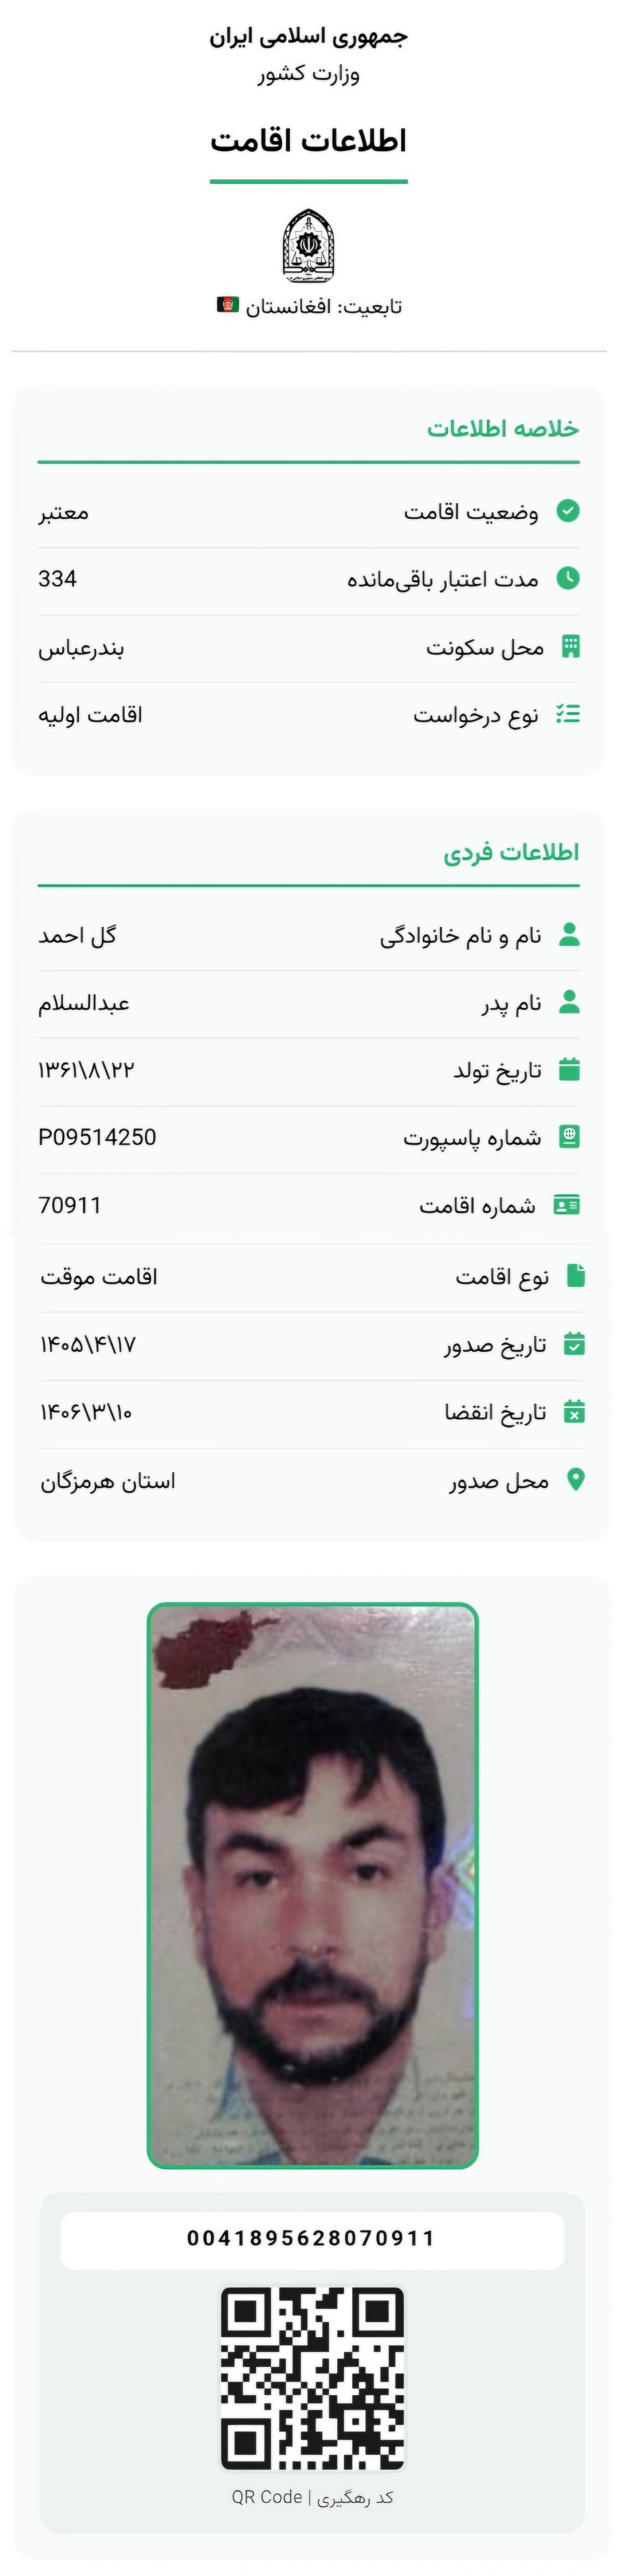 جمهوری اسلامی ایران
وزارت کشور
اطلاعات اقامت
تابعیت: افغانستان
خلاصه اطلاعات
وضعیت اقامت معتبر
مدت اعتبار باقی‌مانده 334
محل سکونت بندرعباس
نوع درخواست اقامت اولیه
اطلاعات فردی
نام و نام خانوادگی گل احمد
نام پدر عبدالسلام
تاریخ تولد ۱۳۶۱\۸\۲۲
شماره پاسپورت P09514250
شماره اقامت 70911
نوع اقامت اقامت موقت
تاریخ صدور ۱۴۰۵\۴\۱۷
تاریخ انقضا ۱۴۰۶\۳\۱۰
محل صدور استان هرمزگان
0041895628070911
کد رهگیری | QR Code